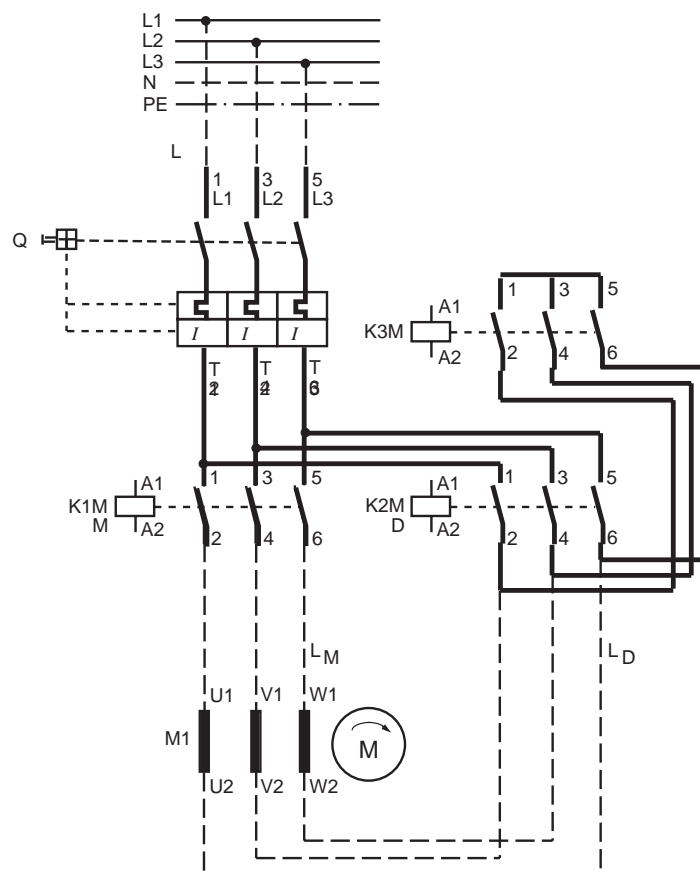 L1
L2
L3
N
PE
L
1 3 5
L1 L2 L3
Q
I I I
T T T
1 3 5
K3M A1
A2 2 4 6
1 3 5
A1
K1M
M A2
2 4 6
1 3 5
A1
K2M
D A2
2 4 6
L M
L D
U1 V1 W1
M1 M
U2 V2 W2